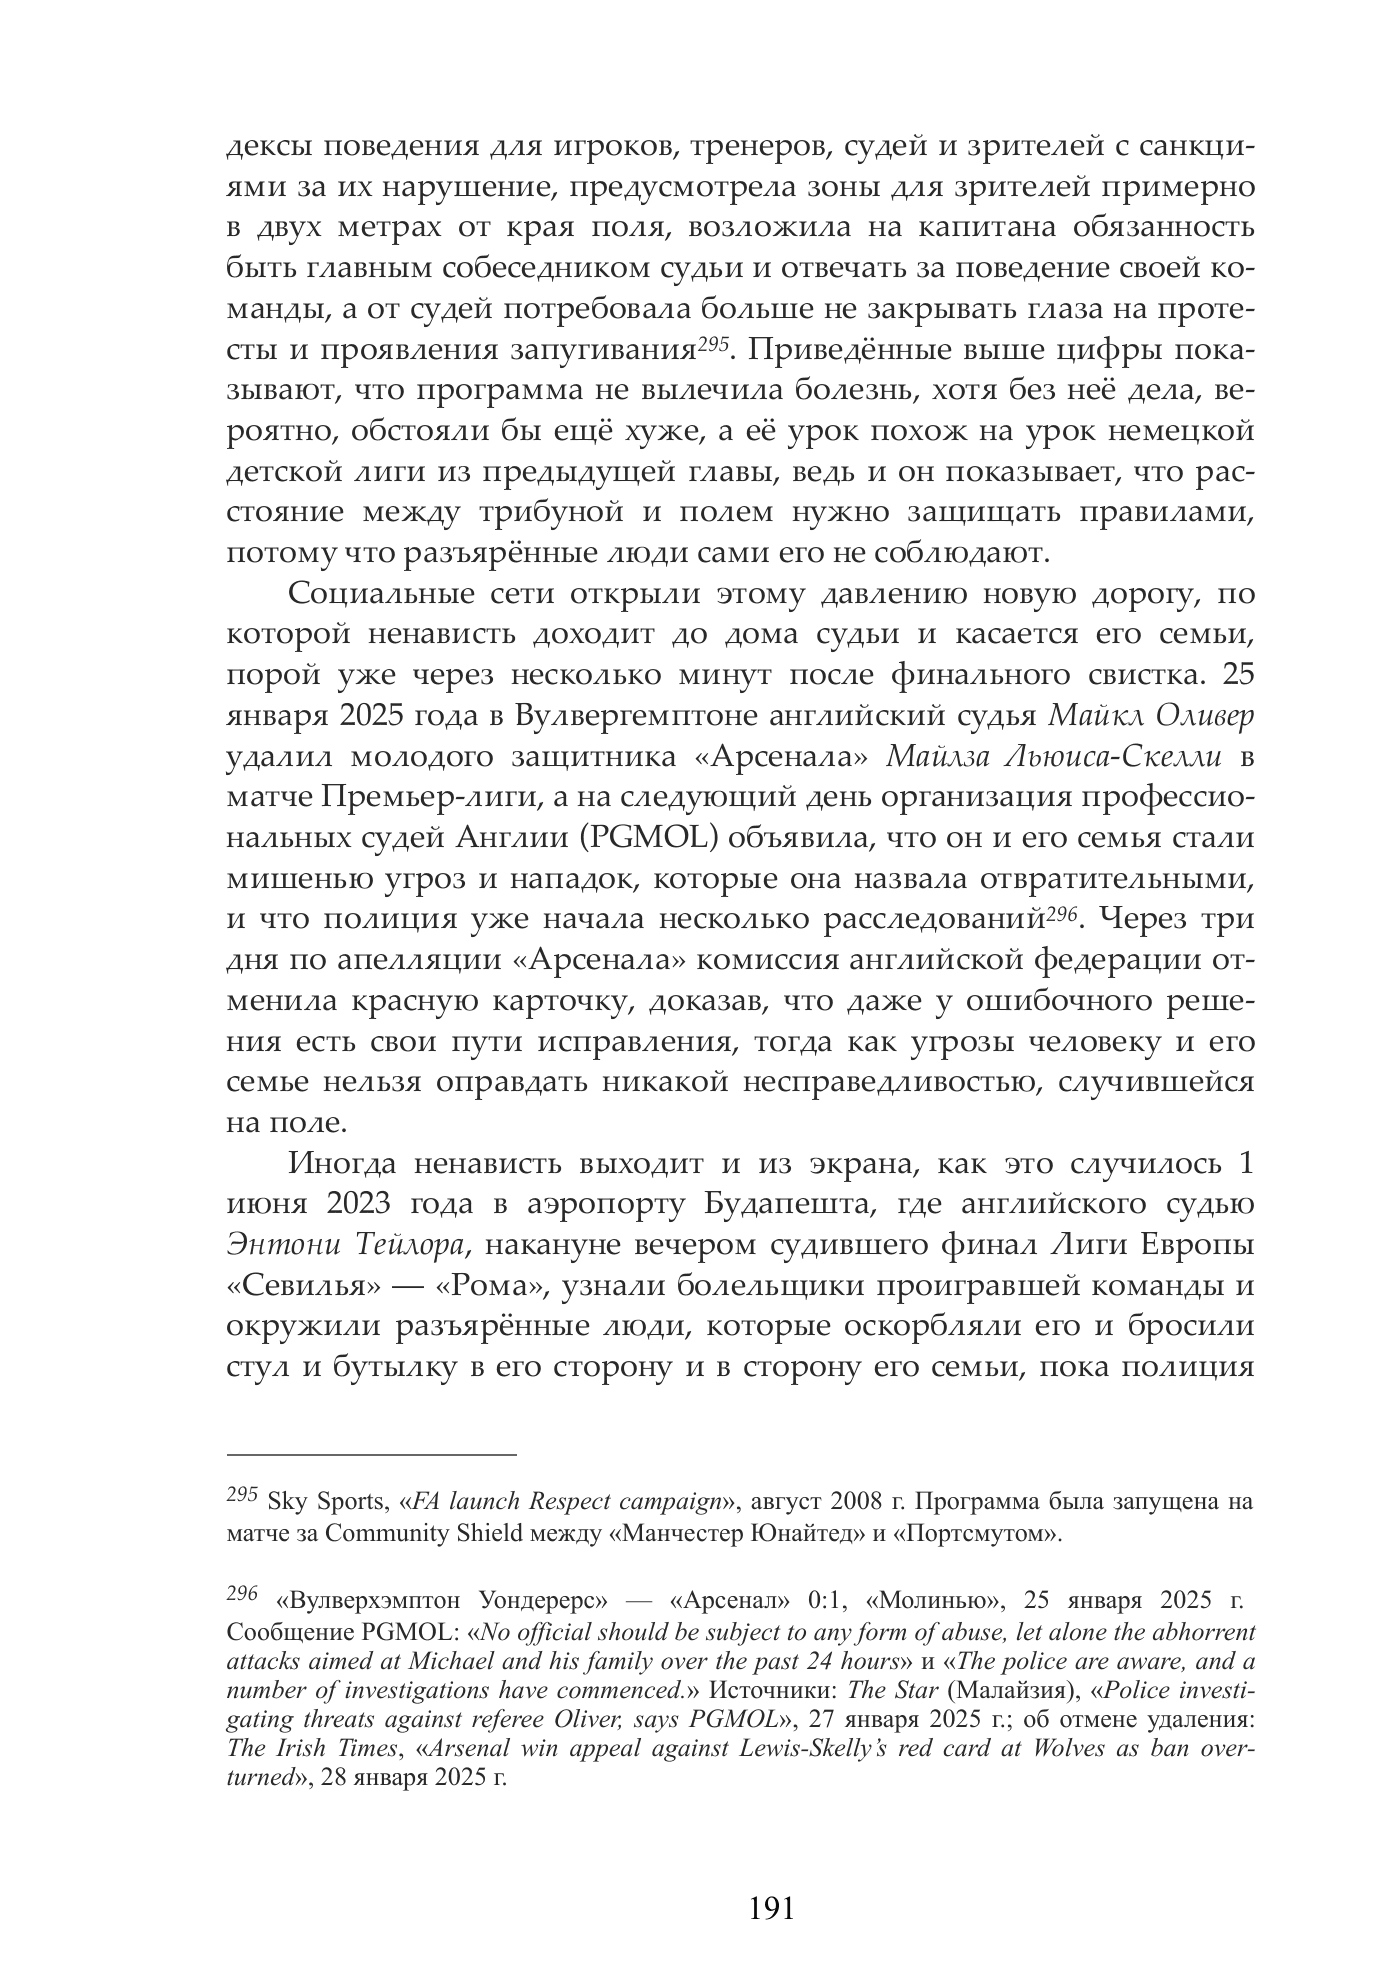 дексы поведения для игроков, тренеров, судей и зрителей с санкци-
ями за их нарушение, предусмотрела зоны для зрителей примерно
в двух метрах от края поля, возложила на капитана обязанность
быть главным собеседником судьи и отвечать за поведение своей ко-
манды, а от судей потребовала больше не закрывать глаза на проте-
сты и проявления запугивания295. Приведённые выше цифры пока-
зывают, что программа не вылечила болезнь, хотя без неё дела, ве-
роятно, обстояли бы ещё хуже, а её урок похож на урок немецкой
детской лиги из предыдущей главы, ведь и он показывает, что рас-
стояние между трибуной и полем нужно защищать правилами,
потому что разъярённые люди сами его не соблюдают.
Социальные сети открыли этому давлению новую дорогу, по
которой ненависть доходит до дома судьи и касается его семьи,
порой уже через несколько минут после финального свистка. 25
января 2025 года в Вулвергемптоне английский судья Майкл Оливер
удалил молодого защитника «Арсенала» Майлза Льюиса-Скелли в
матче Премьер-лиги, а на следующий день организация профессио-
нальных судей Англии (PGMOL) объявила, что он и его семья стали
мишенью угроз и нападок, которые она назвала отвратительными,
и что полиция уже начала несколько расследований296. Через три
дня по апелляции «Арсенала» комиссия английской федерации от-
менила красную карточку, доказав, что даже у ошибочного реше-
ния есть свои пути исправления, тогда как угрозы человеку и его
семье нельзя оправдать никакой несправедливостью, случившейся
на поле.
Иногда ненависть выходит и из экрана, как это случилось 1
июня 2023 года в аэропорту Будапешта, где английского судью
Энтони Тейлора, накануне вечером судившего финал Лиги Европы
«Севилья» — «Рома», узнали болельщики проигравшей команды и
окружили разъярённые люди, которые оскорбляли его и бросили
стул и бутылку в его сторону и в сторону его семьи, пока полиция
295 Sky Sports, «FA launch Respect campaign», август 2008 г. Программа была запущена на
матче за Community Shield между «Манчестер Юнайтед» и «Портсмутом».
296 «Вулверхэмптон Уондерерс» — «Арсенал» 0:1, «Молинью», 25 января 2025 г.
Сообщение PGMOL: «No official should be subject to any form of abuse, let alone the abhorrent
attacks aimed at Michael and his family over the past 24 hours» и «The police are aware, and a
number of investigations have commenced.» Источники: The Star (Малайзия), «Police investi-
gating threats against referee Oliver, says PGMOL», 27 января 2025 г.; об отмене удаления:
The Irish Times, «Arsenal win appeal against Lewis-Skelly’s red card at Wolves as ban over-
turned», 28 января 2025 г.
191